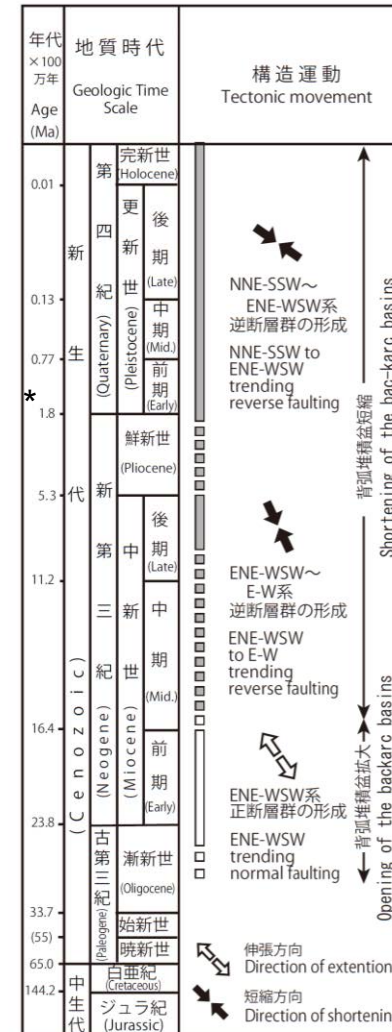 年代
×100
万年
Age
(Ma)
地質時代
Geologic Time
Scale
構造運動
Tectonic movement
0.01
0.13
0.77
*
1.8
5.3
11.2
16.4
23.8
33.7
(55)
65.0
144.2
新生代
(Cenozoic)
中生代
第四紀
(Quaternary)
新第三紀
(Neogene)
古第三紀
(Paleogene)
完新世
(Holocene)
更新世
(Pleistocene)
後期
(Late)
中期
(Mid.)
前期
(Early)
鮮新世
(Pliocene)
中新世
(Miocene)
後期
(Late)
中期
(Mid.)
前期
(Early)
漸新世
(Oligocene)
始新世
暁新世
白亜紀
(Cretaceous)
ジュラ紀
(Jurassic)
NNE-SSW～
ENE-WSW系
逆断層群の形成
NNE-SSW to
ENE-WSW
trending
reverse faulting
ENE-WSW～
E-W系
逆断層群の形成
ENE-WSW
to E-W
trending
reverse faulting
ENE-WSW系
正断層群の形成
ENE-WSW
trending
normal faulting
背弧堆積盆短縮
Shortening of the bac-karc basins
背弧堆積盆拡大
Opening of the backarc basins
伸張方向
Direction of extention
短縮方向
Direction of shortening